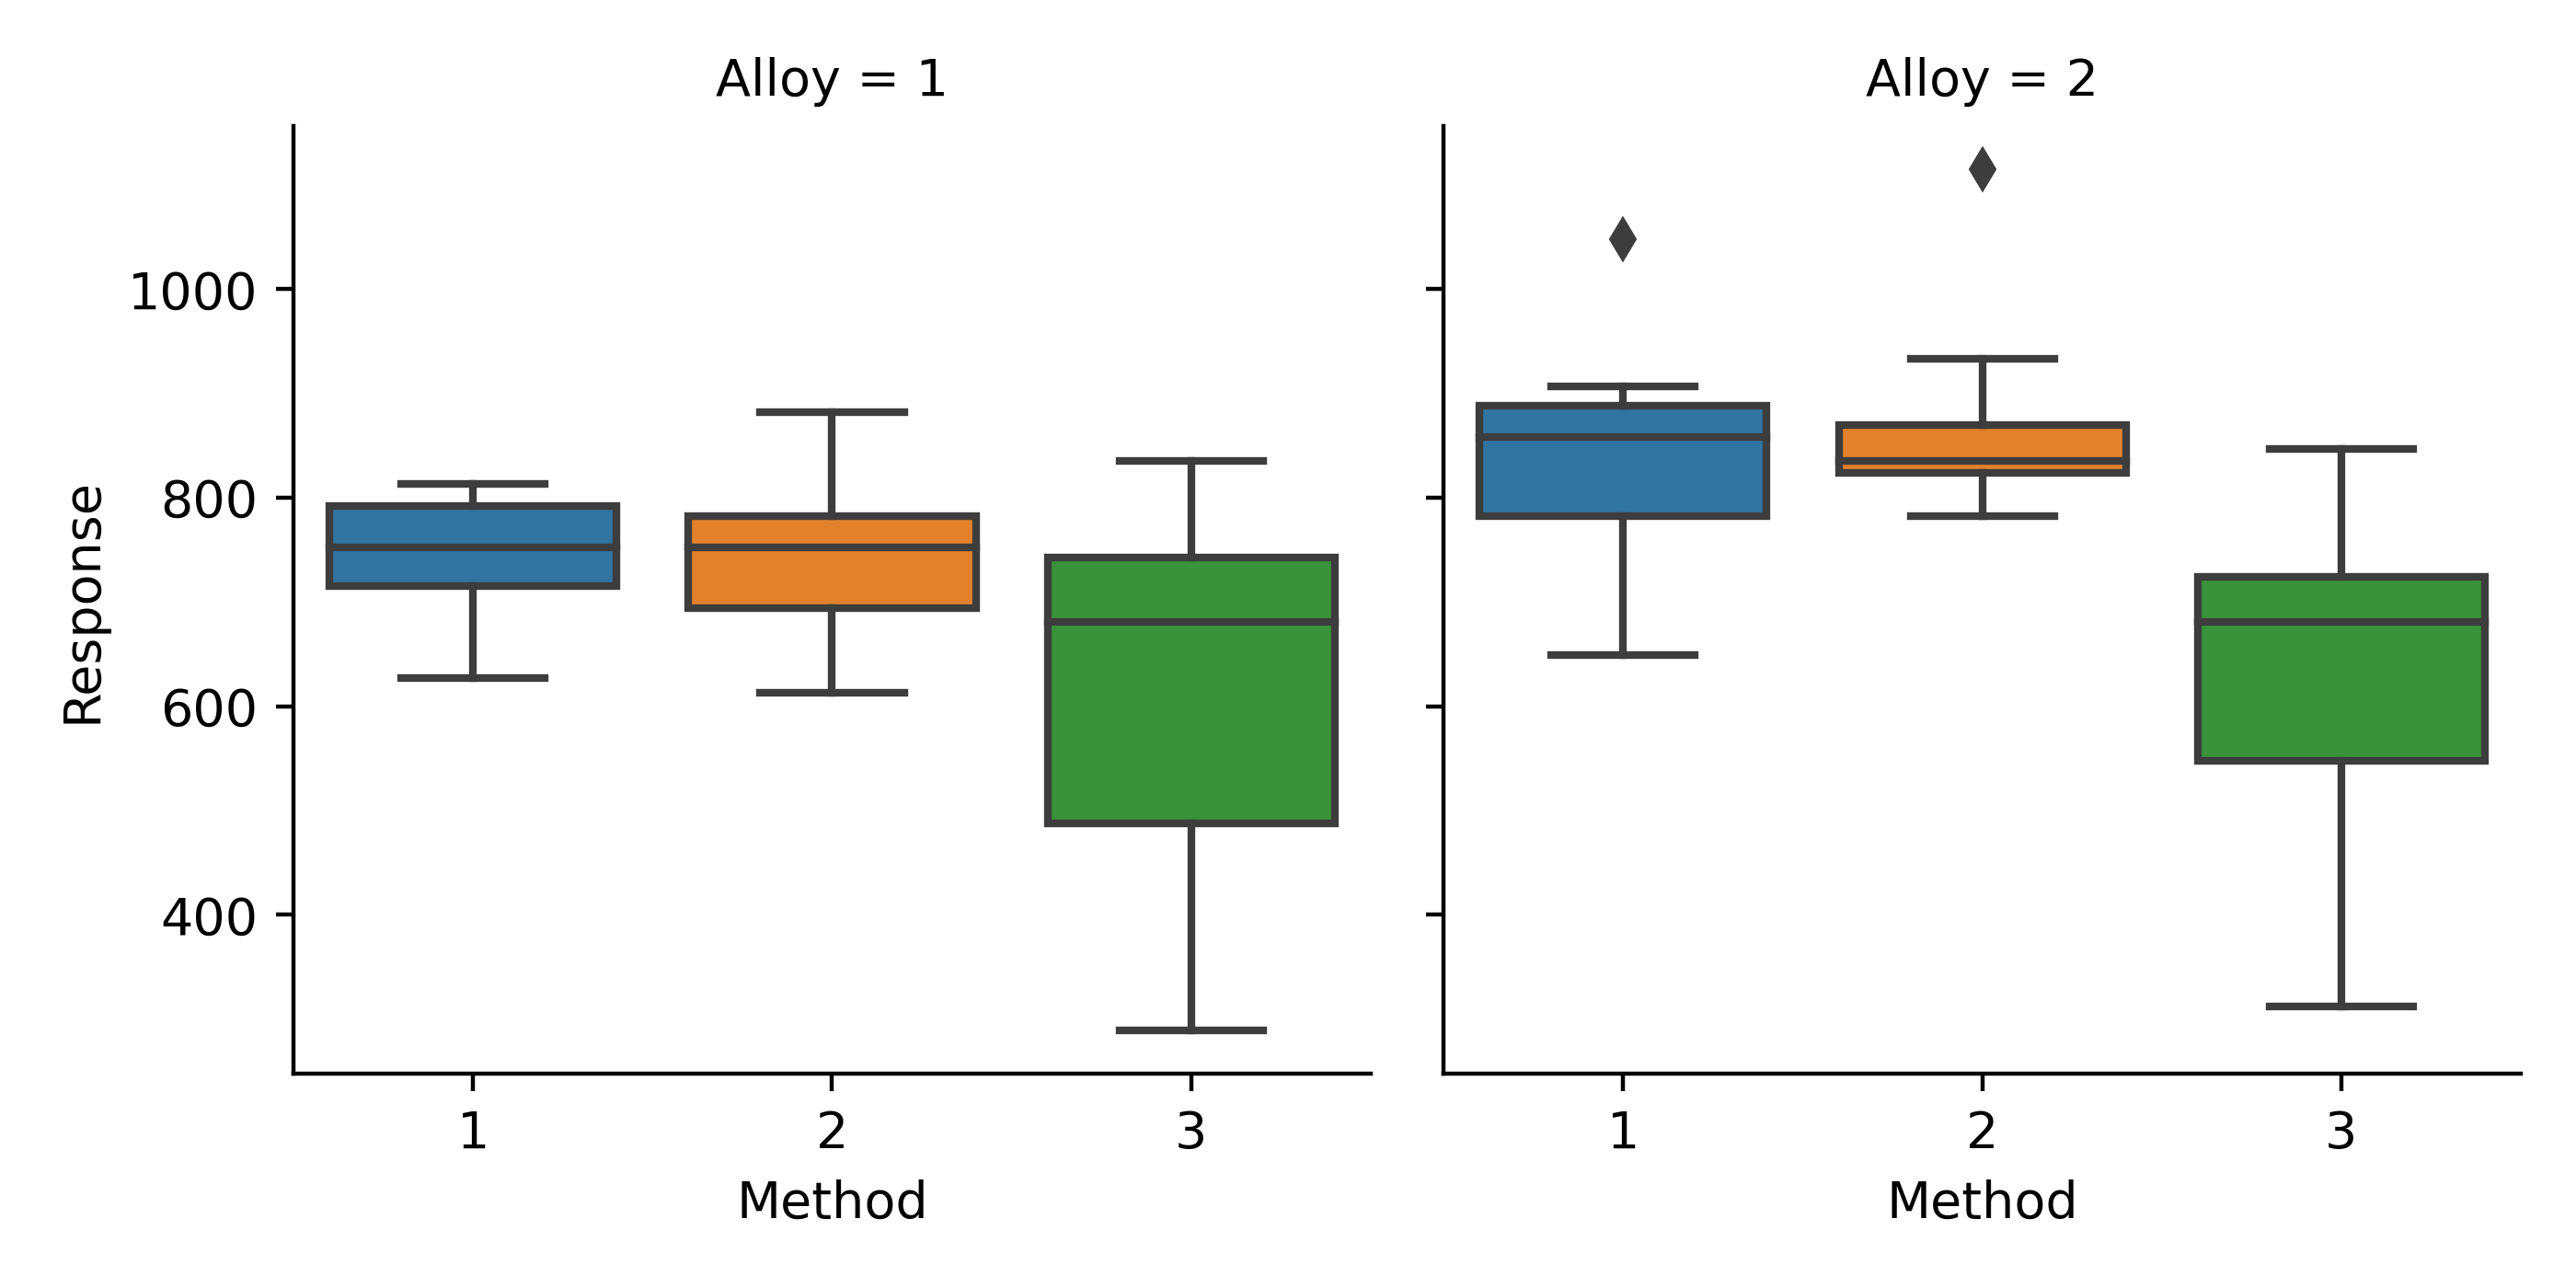 Alloy = 1
Alloy = 2
Response
1000
800
600
400
1 2 3
1 2 3
Method
Method